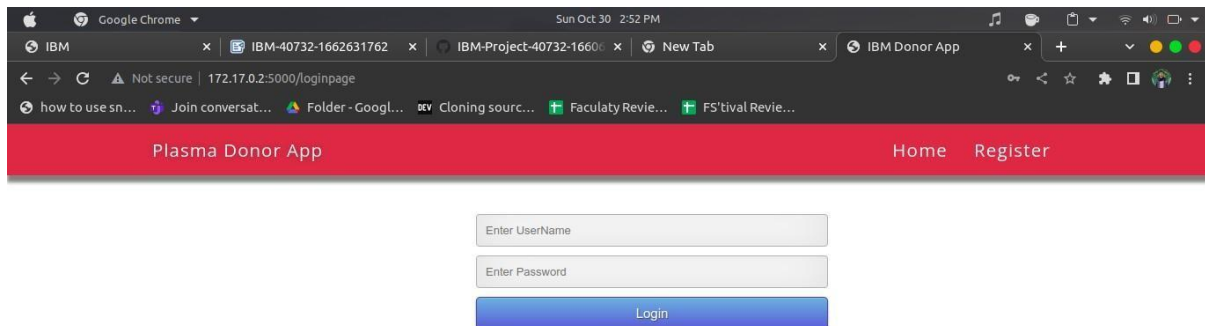 Google Chrome Sun Oct 30 2:52 PM
IBM IBM-40732-1662631762 IBM-Project-40732-1660 New Tab IBM Donor App
Not secure 172.17.0.2:5000/loginpage
how to use sn... Join conversat... Folder - Googl... DEV Cloning sourc... Faculaty Revie... FS'tival Revie...
Plasma Donor App Home Register
Enter UserName
Enter Password
Login